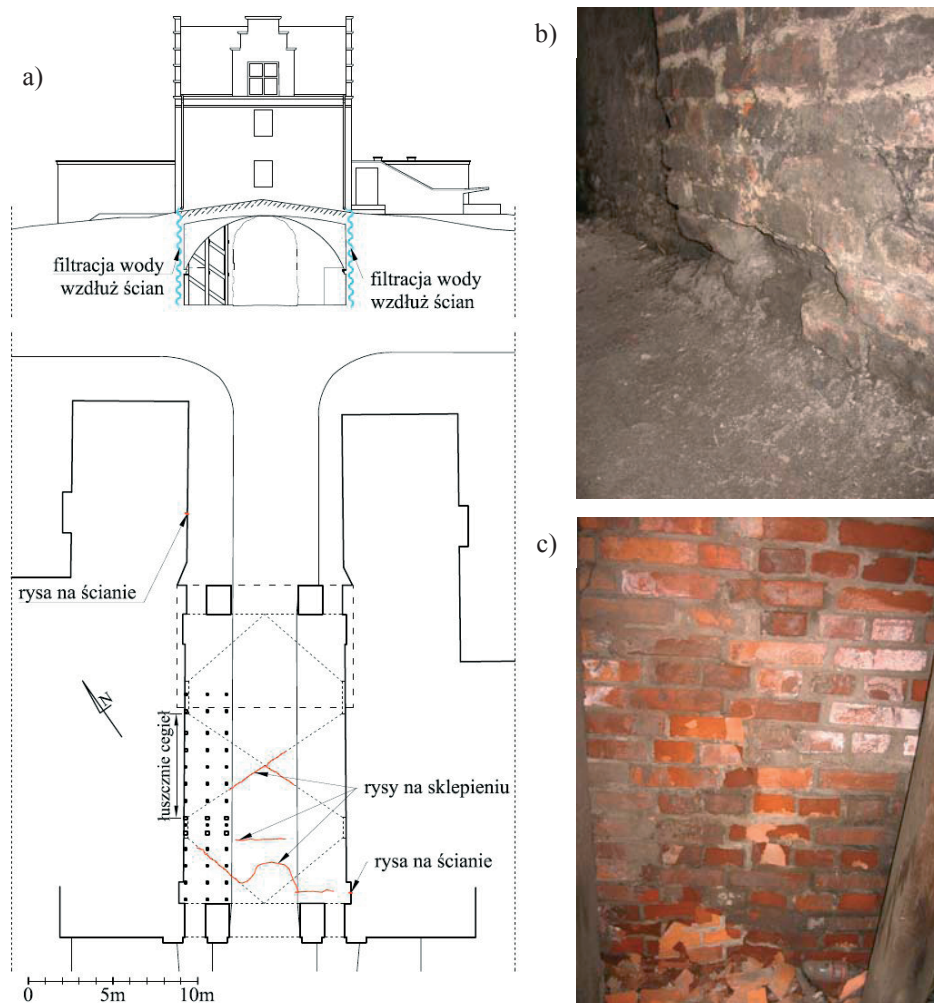 a)
filtracja wody
wzdłuż ścian
filtracja wody
wzdłuż ścian
rysa na ścianie
N
łuszcznie cegieł
rysy na sklepieniu
rysa na ścianie
0 5m 10m
b)
c)